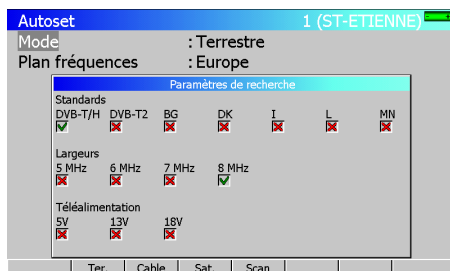 Autoset 1 (ST-ETIENNE)
Mode : Terrestre
Plan fréquences : Europe
Paramètres de recherche
Standards
DVB-T/H DVB-T2 BG DK I L MN
Largeurs
5 MHz 6 MHz 7 MHz 8 MHz
Téléalimentation
5V 13V 18V
Ter. Cable Sat. Scan